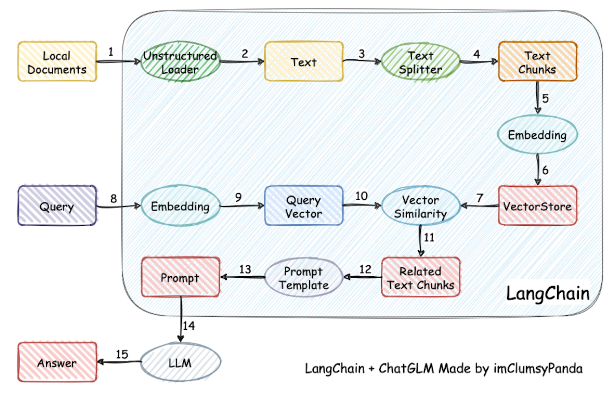 1
2
3
4
Local
Documents
Unstructured
Loader
Text
Text
Splitter
Text
Chunks
5
Embedding
6
8
9
10
7
Query
Embedding
Query
Vector
Vector
Similarity
VectorStore
11
13
12
Prompt
Prompt
Template
Related
Text Chunks
LangChain
14
15
Answer
LLM
LangChain + ChatGLM Made by imClumsyPanda